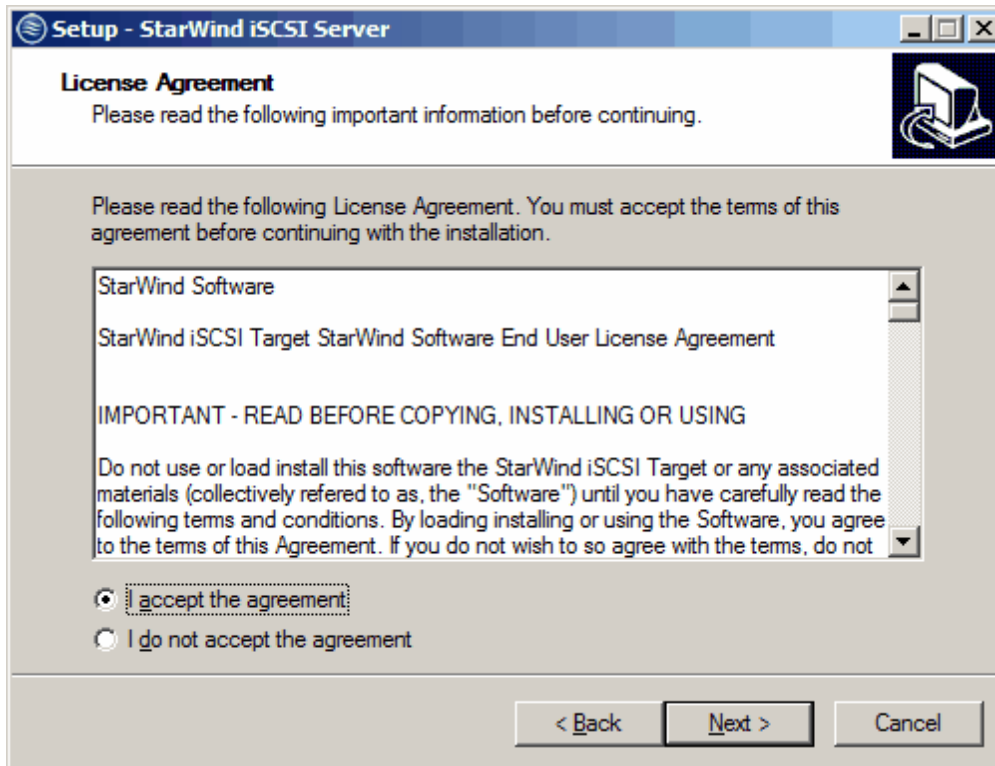 Setup - StarWind iSCSI Server
License Agreement
Please read the following important information before continuing.
Please read the following License Agreement. You must accept the terms of this
agreement before continuing with the installation.
StarWind Software
StarWind iSCSI Target StarWind Software End User License Agreement
IMPORTANT - READ BEFORE COPYING, INSTALLING OR USING
Do not use or load install this software the StarWind iSCSI Target or any associated
materials (collectively refered to as, the "Software") until you have carefully read the
following terms and conditions. By loading installing or using the Software, you agree
to the terms of this Agreement. If you do not wish to so agree with the terms, do not
I accept the agreement
I do not accept the agreement
< Back
Next >
Cancel